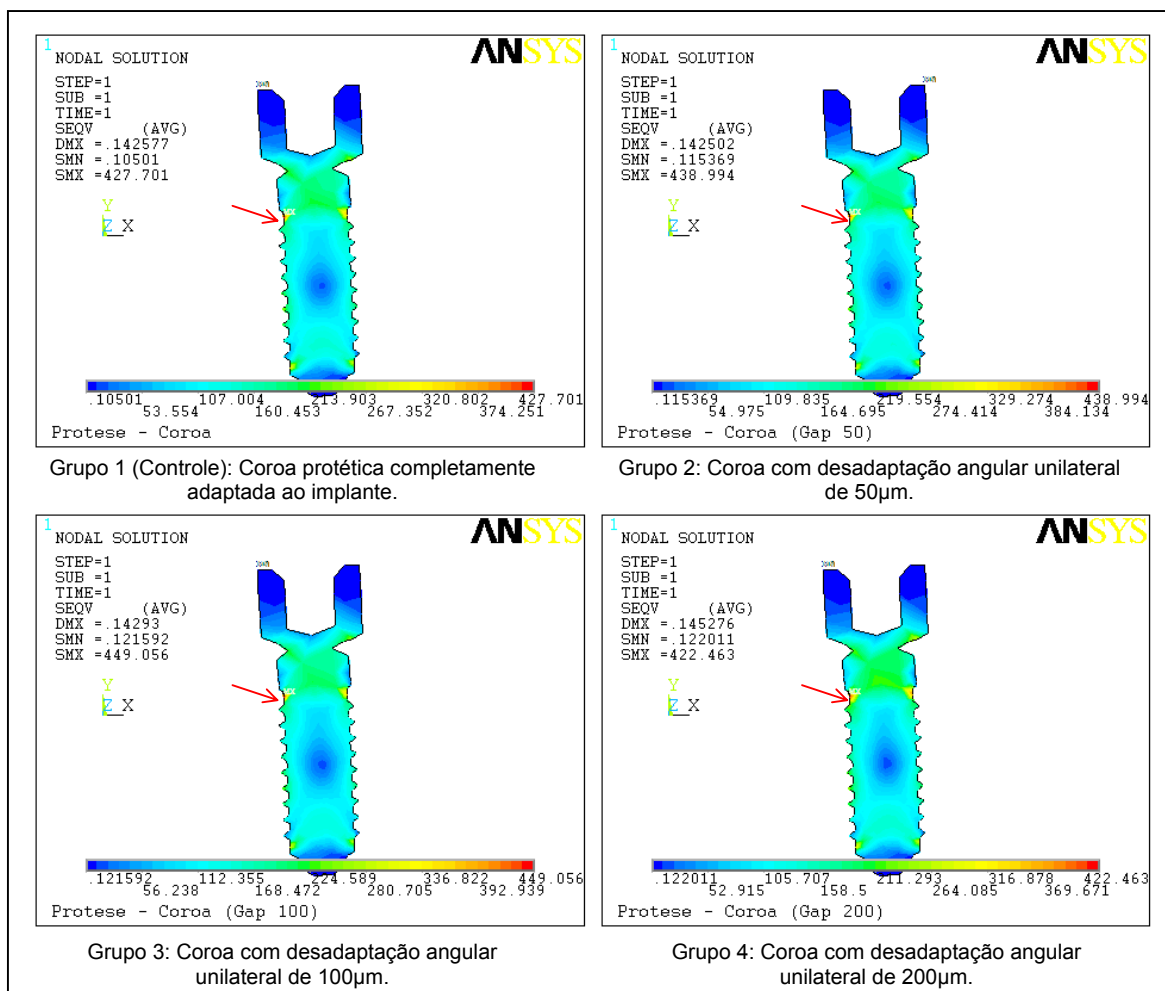 1
NODAL SOLUTION
ANSYS
STEP=1
SUB =1
TIME=1
SEQV (AVG)
DMX =.142577
SMN =.10501
SMX =427.701
MX
Y
Z X
.10501 107.004 213.903 320.802 427.701
53.554 160.453 267.352 374.251
Protese - Coroa
Grupo 1 (Controle): Coroa protética completamente
adaptada ao implante.
1
NODAL SOLUTION
ANSYS
STEP=1
SUB =1
TIME=1
SEQV (AVG)
DMX =.142502
SMN =.115369
SMX =438.994
MX
Y
Z X
.115369 109.835 219.554 329.274 438.994
54.975 164.695 274.414 384.134
Protese - Coroa (Gap 50)
Grupo 2: Coroa com desadaptação angular unilateral
de 50µm.
1
NODAL SOLUTION
ANSYS
STEP=1
SUB =1
TIME=1
SEQV (AVG)
DMX =.14293
SMN =.121592
SMX =449.056
MX
Y
Z X
.121592 112.355 224.589 336.822 449.056
56.238 168.472 280.705 392.939
Protese - Coroa (Gap 100)
Grupo 3: Coroa com desadaptação angular
unilateral de 100µm.
1
NODAL SOLUTION
ANSYS
STEP=1
SUB =1
TIME=1
SEQV (AVG)
DMX =.145276
SMN =.122011
SMX =422.463
MX
Y
Z X
.122011 105.707 211.293 316.878 422.463
52.915 158.5 264.085 369.671
Protese - Coroa (Gap 200)
Grupo 4: Coroa com desadaptação angular
unilateral de 200µm.